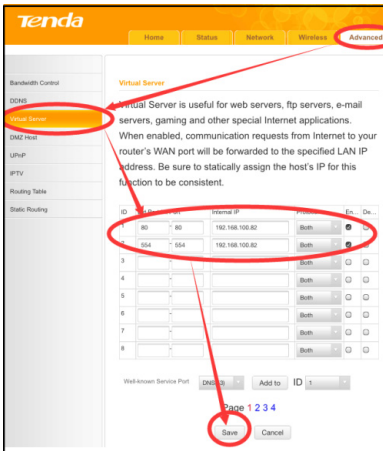 Tenda
Home Status Network Wireless Advanced
Bandwidth Control
DDNS
Virtual Server
DMZ Host
UPnP
IPTV
Routing Table
Static Routing
Virtual Server
Virtual Server is useful for web servers, ftp servers, e-mail
servers, gaming and other special Internet applications.
When enabled, communication requests from Internet to your
router's WAN port will be forwarded to the specified LAN IP
address. Be sure to statically assign the host's IP for this
function to be consistent.
ID Internal IP En... De...
1 80 - 80 192.168.100.82 Both
554 - 554 192.168.100.82 Both
3 - Both
4 - Both
5 - Both
6 - Both
7 - Both
8 - Both
Well-known Service Port Add to ID 1
Page 1 2 3 4
Save Cancel